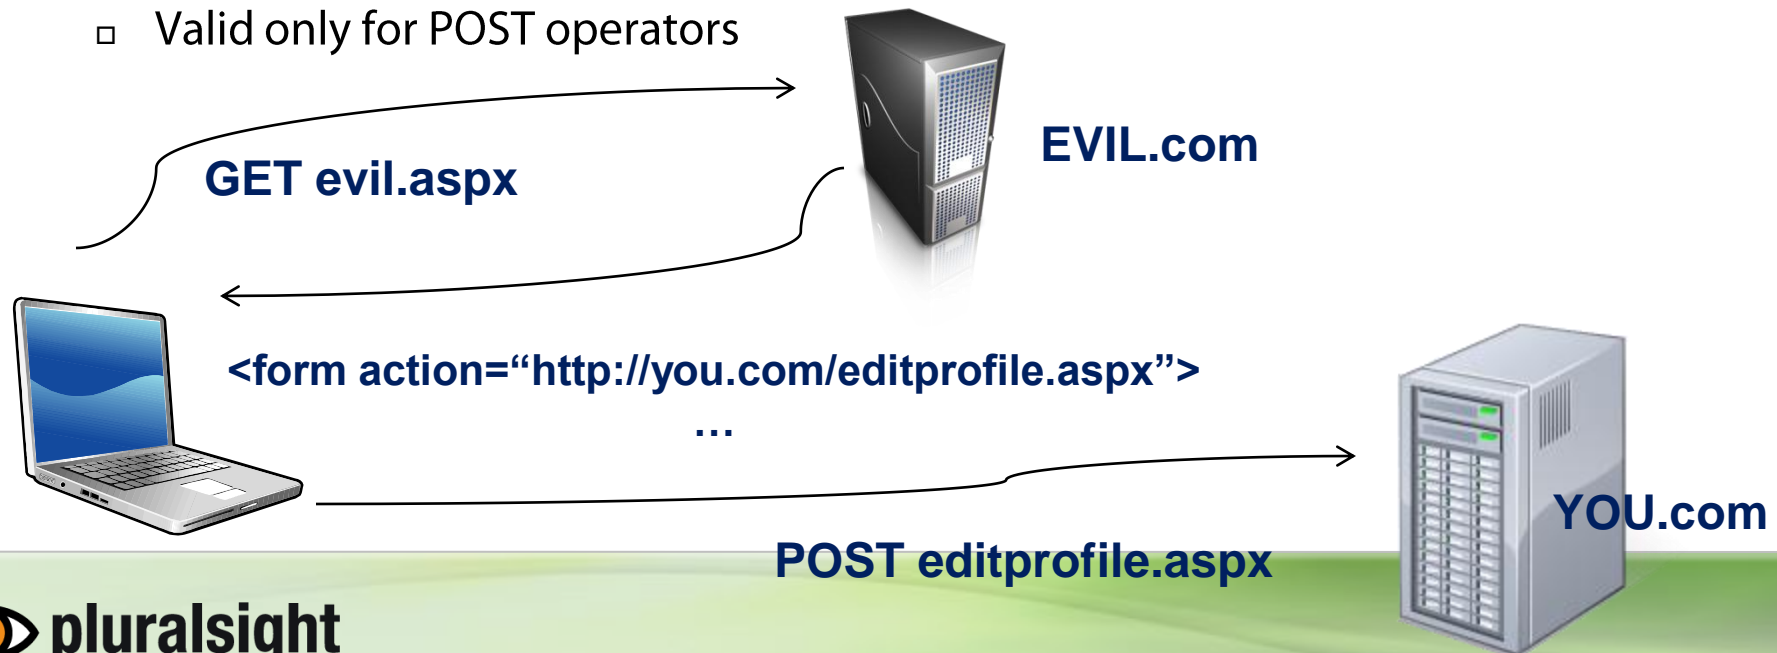 Valid only for POST operators
EVIL.com
GET evil.aspx
<form action=“http://you.com/editprofile.aspx”>
…
YOU.com
POST editprofile.aspx
pluralsight